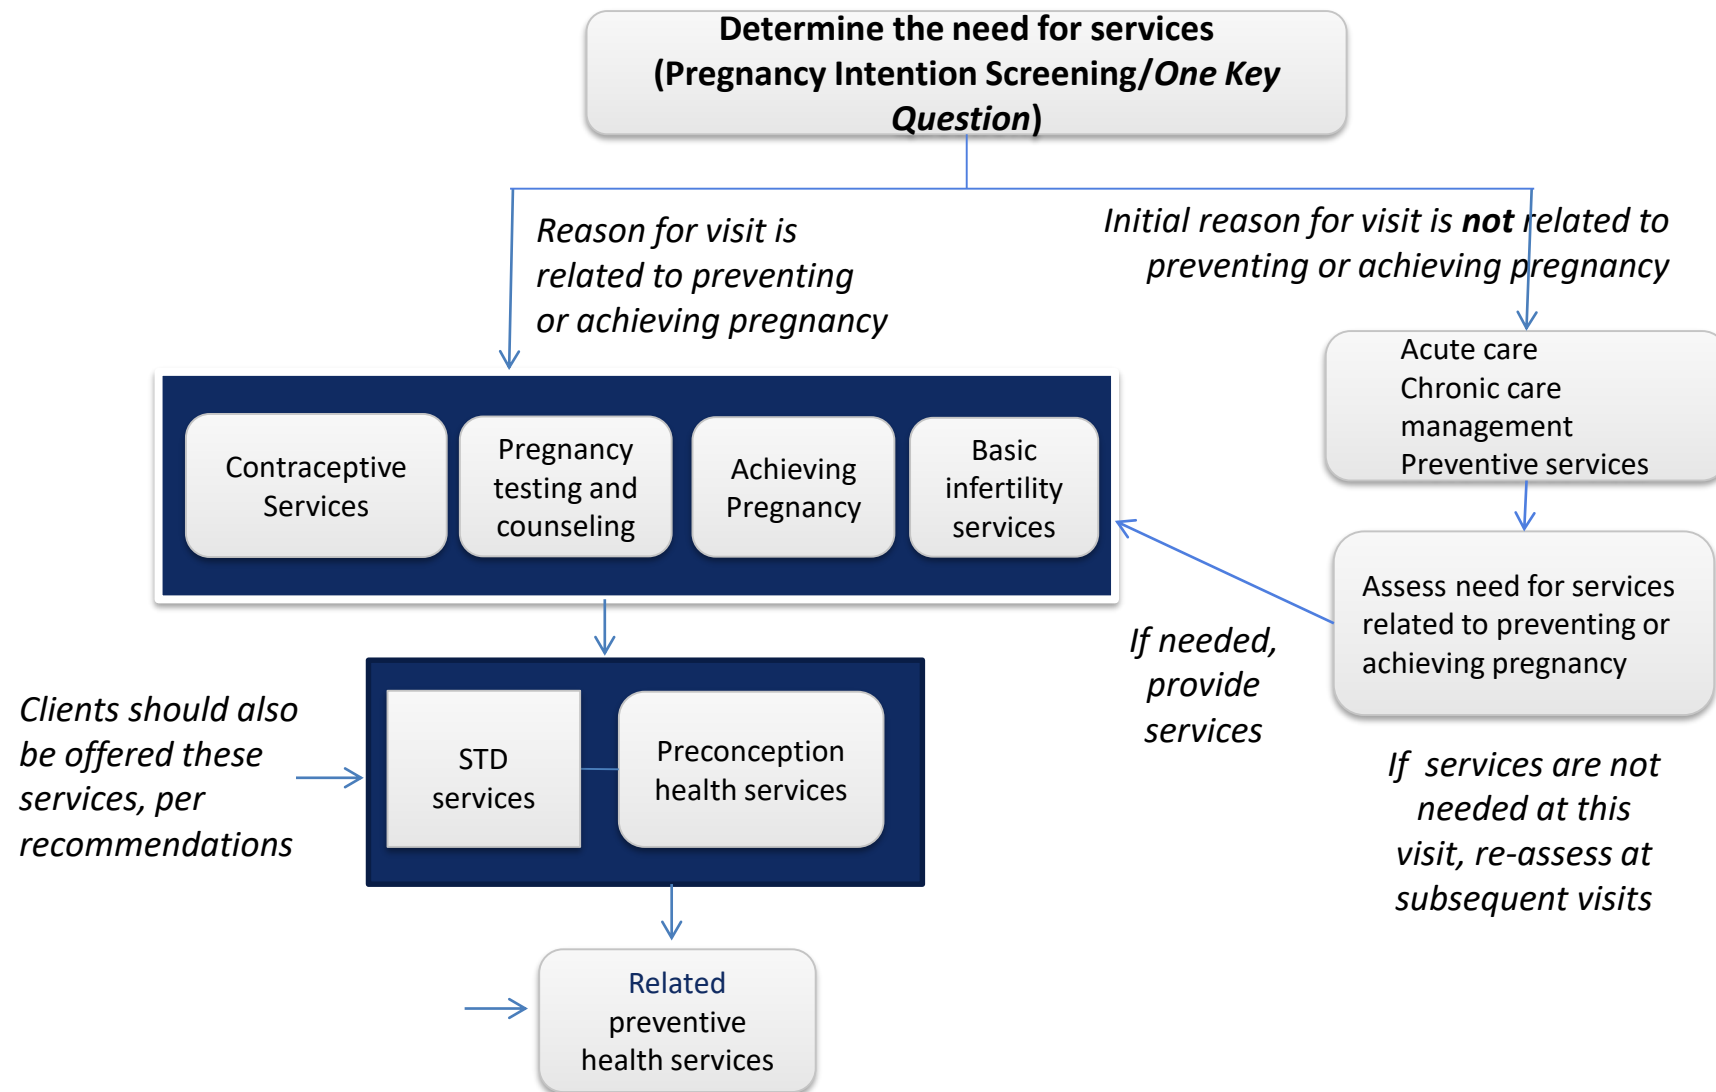 Determine the need for services
(Pregnancy Intention Screening/One Key
Question)
Reason for visit is
related to preventing
or achieving pregnancy
Initial reason for visit is not related to
preventing or achieving pregnancy
Acute care
Chronic care
management
Preventive services
Contraceptive
Services
Pregnancy
testing and
counseling
Achieving
Pregnancy
Basic
infertility
services
Assess need for services
related to preventing or
achieving pregnancy
If needed,
provide
services
If services are not
needed at this
visit, re-assess at
subsequent visits
Clients should also
be offered these
services, per
recommendations
STD
services
Preconception
health services
Related
preventive
health services